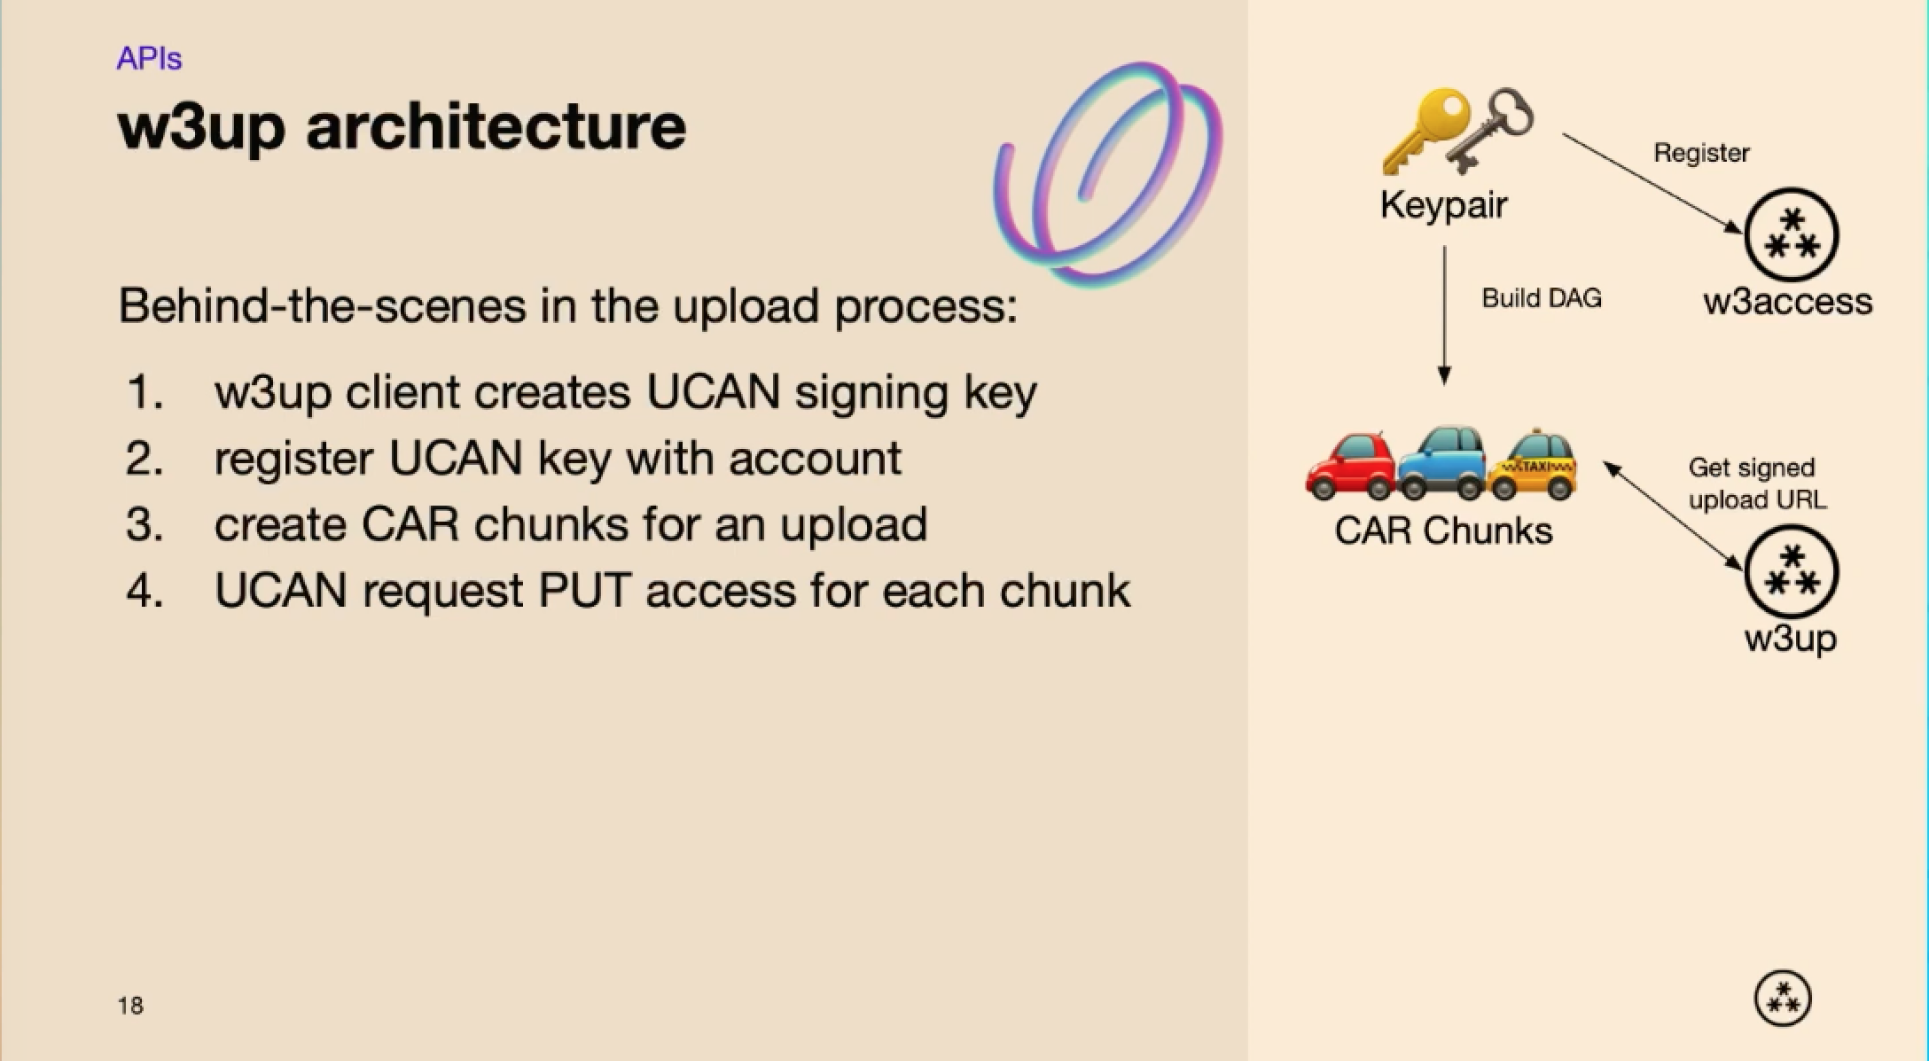 APIs
w3up architecture
Behind-the-scenes in the upload process:
1. w3up client creates UCAN signing key
2. register UCAN key with account
3. create CAR chunks for an upload
4. UCAN request PUT access for each chunk
Keypair
Register
w3access
Build DAG
TAXI
CAR Chunks
Get signed
upload URL
w3up
18